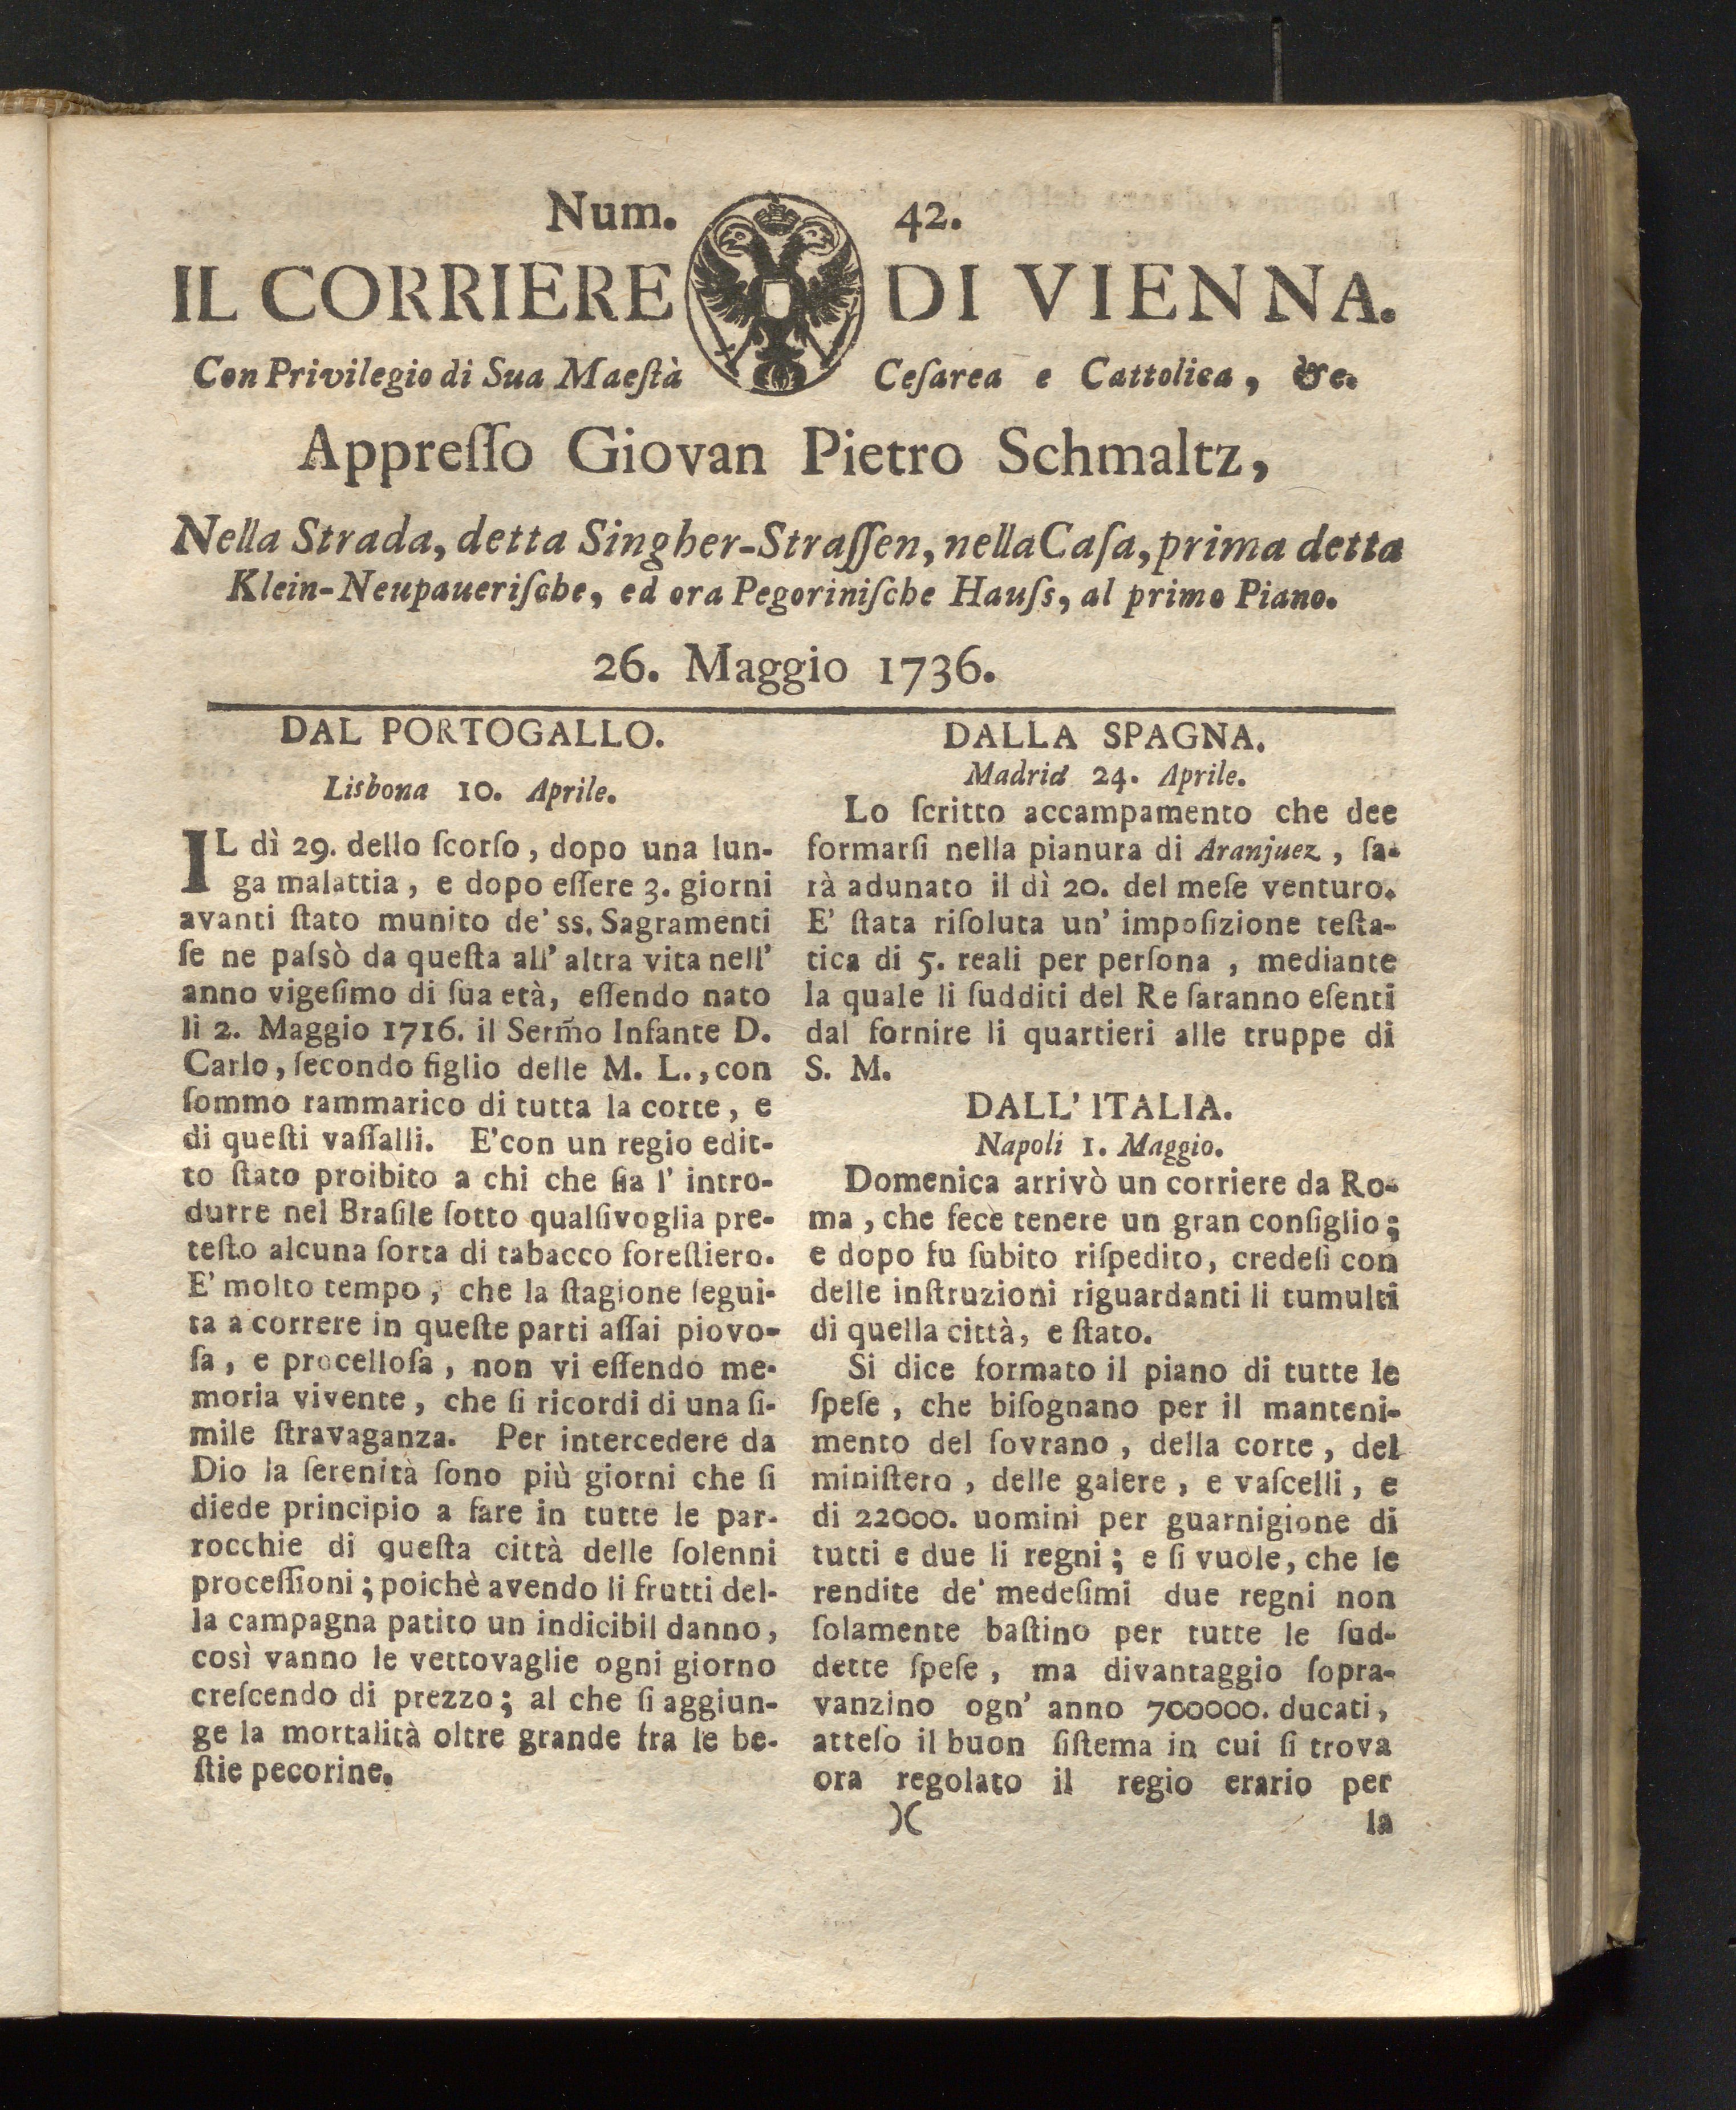 Num. 42.
IL CORRIERE DI VIENNA.
Con Privilegio di Sua Maeſtà Ceſarea e Cattolica, &c.
Appreſſo Giovan Pietro Schmaltz,
Nella Strada, detta Singher-Straſſen, nella Caſa, prima detta
Klein-Neupaueriſche, ed ora Pegoriniſche Hauſs, al primo Piano.
26. Maggio 1736.
DAL PORTOGALLO.
Lisbona 10. Aprile.
IL dì 29. dello ſcorſo, dopo una lun-
ga malattia, e dopo eſſere 3. giorni
avanti ſtato munito de' ss. Sagramenti
ſe ne paſsò da queſta all' altra vita nell'
anno vigeſimo di ſua età, eſſendo nato
li 2. Maggio 1716. il Serm̃o Infante D.
Carlo, ſecondo figlio delle M. L., con
ſommo rammarico di tutta la corte, e
di queſti vaſſalli. E' con un regio edit-
to ſtato proibito a chi che ſia l' intro-
durre nel Braſile ſotto qualſivoglia pre-
teſto alcuna ſorta di tabacco foreſtiero.
E' molto tempo, che la ſtagione ſegui-
ta a correre in queſte parti aſſai piovo-
ſa, e procelloſa, non vi eſſendo me-
moria vivente, che ſi ricordi di una ſi-
mile ſtravaganza. Per intercedere da
Dio la ſerenità ſono più giorni che ſi
diede principio a fare in tutte le par-
rocchie di queſta città delle ſolenni
proceſſioni; poichè avendo li frutti del-
la campagna patito un indicibil danno,
così vanno le vettovaglie ogni giorno
creſcendo di prezzo; al che ſi aggiun-
ge la mortalità oltre grande fra le be-
ſtie pecorine.
DALLA SPAGNA.
Madrid 24. Aprile.
Lo ſcritto accampamento che dee
formarſi nella pianura di Aranjuez, ſa-
rà adunato il dì 20. del meſe venturo.
E' ſtata riſoluta un' impoſizione teſta-
tica di 5. reali per perſona, mediante
la quale li ſudditi del Re ſaranno eſenti
dal fornire li quartieri alle truppe di
S. M.
DALL' ITALIA.
Napoli 1. Maggio.
Domenica arrivò un corriere da Ro-
ma, che fece tenere un gran conſiglio;
e dopo fu ſubito riſpedito, credeſi con
delle inſtruzioni riguardanti li tumulti
di quella città, e ſtato.
Si dice formato il piano di tutte le
ſpeſe, che biſognano per il manteni-
mento del ſovrano, della corte, del
miniſtero, delle galere, e vaſcelli, e
di 22000. uomini per guarnigione di
tutti e due li regni; e ſi vuole, che le
rendite de' medeſimi due regni non
ſolamente baſtino per tutte le ſud-
dette ſpeſe, ma divantaggio ſopra-
vanzino ogn' anno 700000. ducati,
atteſo il buon ſiſtema in cui ſi trova
ora regolato il regio erario per
)( la